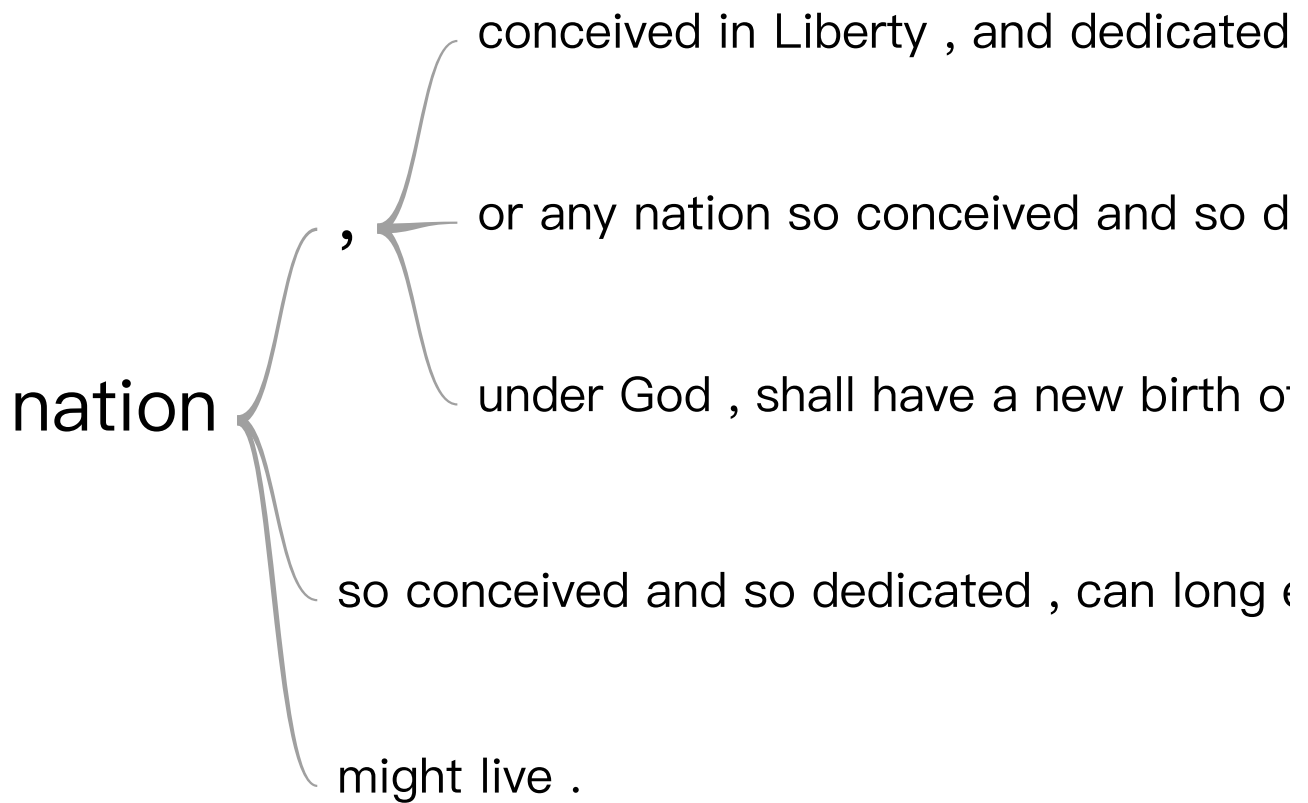 conceived in Liberty , and dedicated
or any nation so conceived and so
,
under God , shall have a new birth
nation
so conceived and so dedicated , can long
might live .